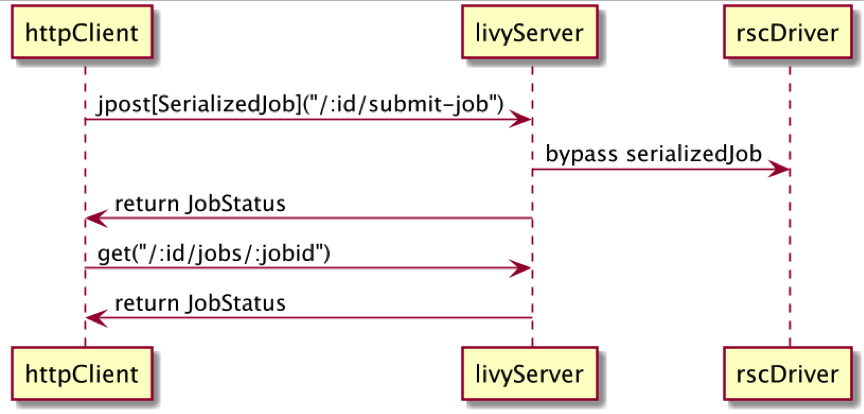 httpClient livyServer rscDriver
jpost[SerializedJob]("/:id/submit-job")
bypass serializedJob
return JobStatus
get("/:id/jobs/:jobid")
return JobStatus
httpClient livyServer rscDriver